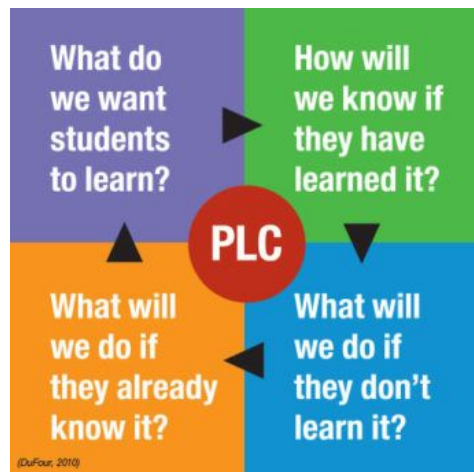 What do
we want
students
to learn?
How will
we know if
they have
learned it?
PLC
What will
we do if
they already
know it?
What will
we do if
they don't
learn it?
(DuFour, 2010)